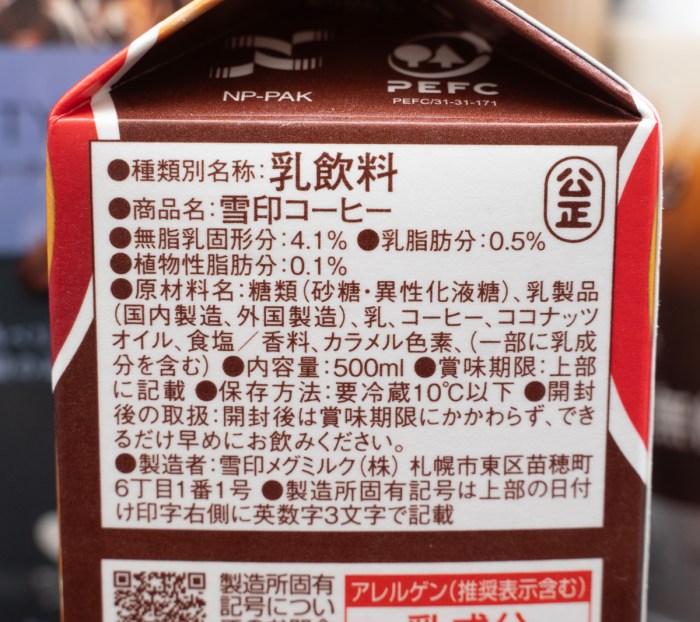 NP-PAK
PEFC
PEFC/31-31-171
●種類別名称:乳飲料
公正
●商品名:雪印コーヒー
●無脂乳固形分:4.1% ●乳脂肪分:0.5%
●植物性脂肪分:0.1%
●原材料名:糖類(砂糖・異性化液糖)、乳製品
(国内製造、外国製造)、乳、コーヒー、ココナッツ
オイル、食塩/香料、カラメル色素、(一部に乳成
分を含む) ●内容量:500ml ●賞味期限:上部
に記載 ●保存方法:要冷蔵10℃以下 ●開封
後の取扱:開封後は賞味期限にかかわらず、でき
るだけ早めにお飲みください。
●製造者:雪印メグミルク(株) 札幌市東区苗穂町
6丁目1番1号 ●製造所固有記号は上部の日付
け印字右側に英数字3文字で記載
製造所固有
記号につい
アレルゲン(推奨表示含む)
乳成分